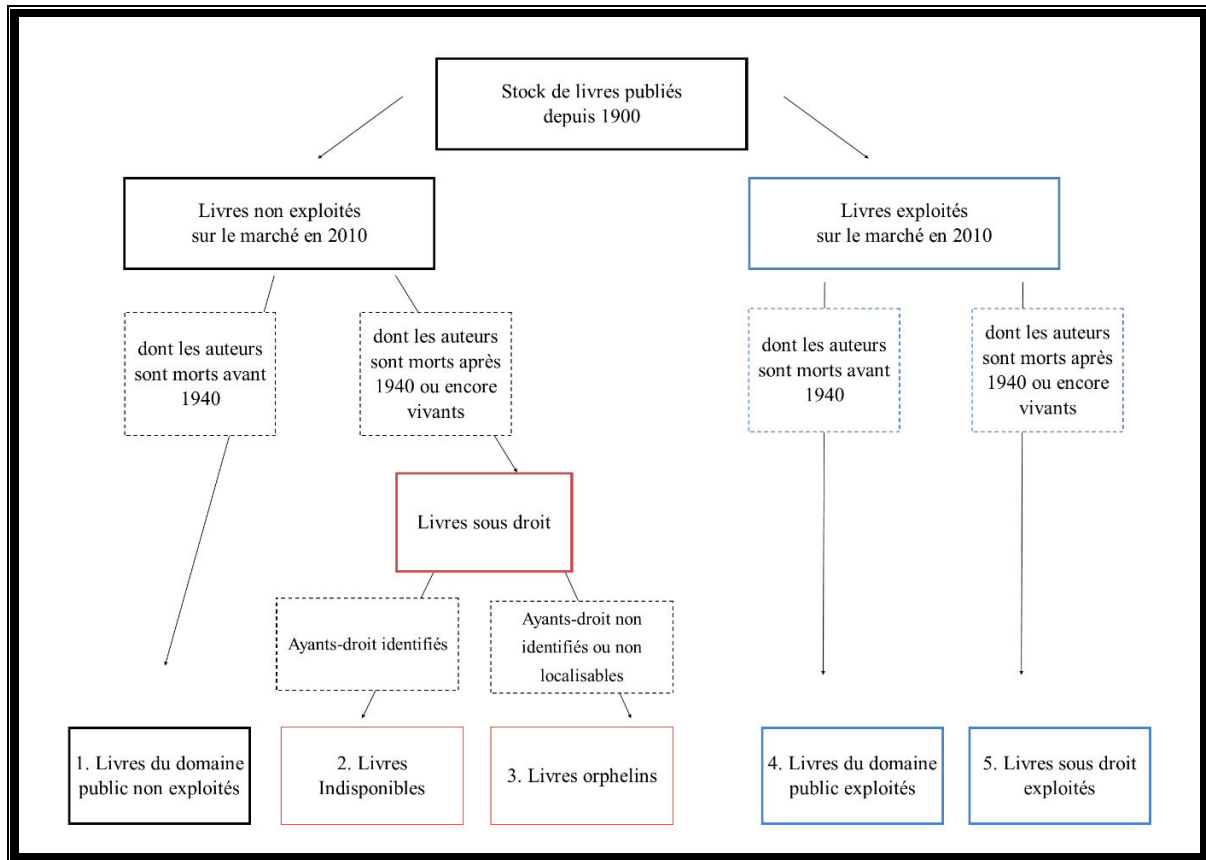 Stock de livres publiés
depuis 1900
Livres non exploités
sur le marché en 2010
Livres exploités
sur le marché en 2010
dont les auteurs
sont morts avant
1940
dont les auteurs
sont morts après
1940 ou encore
vivants
dont les auteurs
sont morts avant
1940
dont les auteurs
sont morts après
1940 ou encore
vivants
Livres sous droit
Ayants-droit identifiés
Ayants-droit non
identifiés ou non
localisables
1. Livres du domaine
public non exploités
2. Livres
Indisponibles
3. Livres orphelins
4. Livres du domaine
public exploités
5. Livres sous droit
exploités